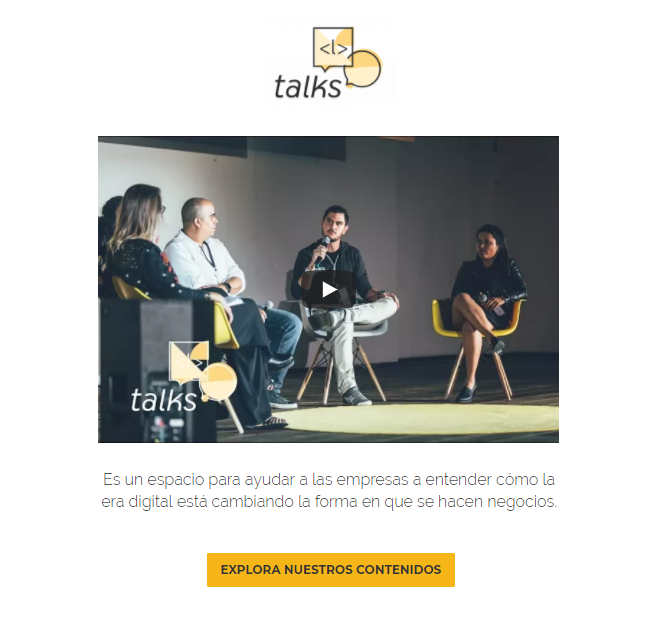 <l>
talks
talks
Es un espacio para ayudar a las empresas a entender cómo la
era digital está cambiando la forma en que se hacen negocios.
EXPLORA NUESTROS CONTENIDOS